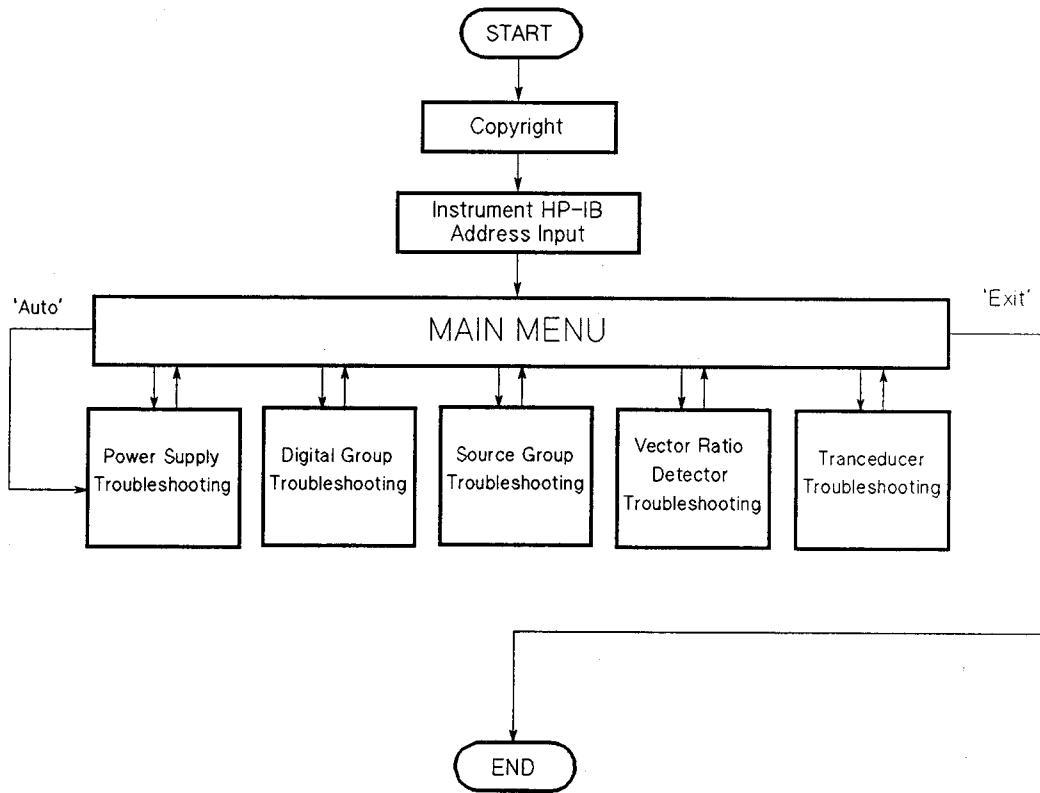 START
Copyright
Instrument HP-IB
Address Input
'Auto'
'Exit'
MAIN MENU
Power Supply
Troubleshooting
Digital Group
Troubleshooting
Source Group
Troubleshooting
Vector Ratio
Detector
Troubleshooting
Tranceducer
Troubleshooting
END